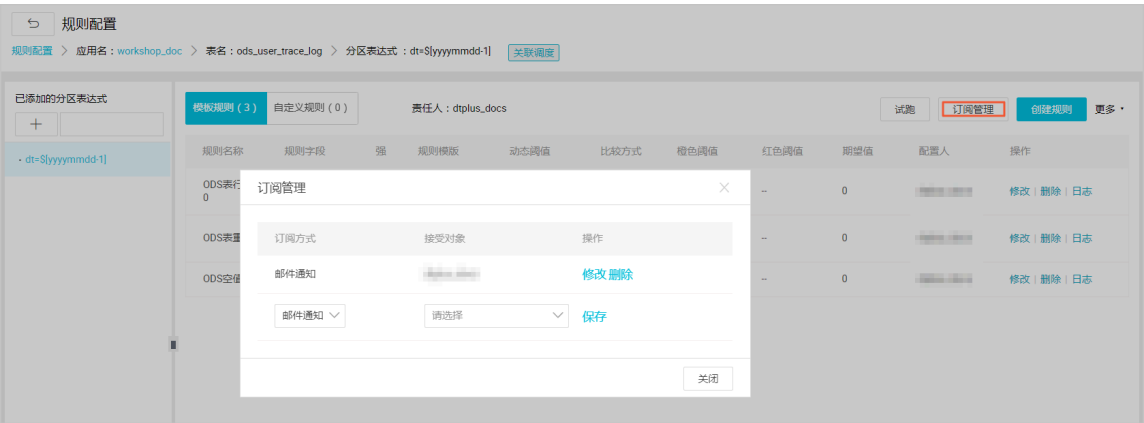 规则配置
规则配置 > 应用名：workshop_doc > 表名：ods_user_trace_log > 分区表达式：dt=$[yyyymmdd-1] 关联调度
已添加的分区表达式
模板规则（3） 自定义规则（0） 责任人：dtplus_docs 试跑 订阅管理 创建规则 更多
dt=$[yyyymmdd-1]
规则名称 规则字段 强 规则模版 动态阈值 比较方式 橙色阈值 红色阈值 期望值 配置人 操作
ODS表行 -- 0 修改 | 删除 | 日志
0
ODS表重 -- 0 修改 | 删除 | 日志
ODS空值 -- 0 修改 | 删除 | 日志
订阅管理
订阅方式 接受对象 操作
邮件通知 修改 删除
邮件通知 请选择 保存
关闭